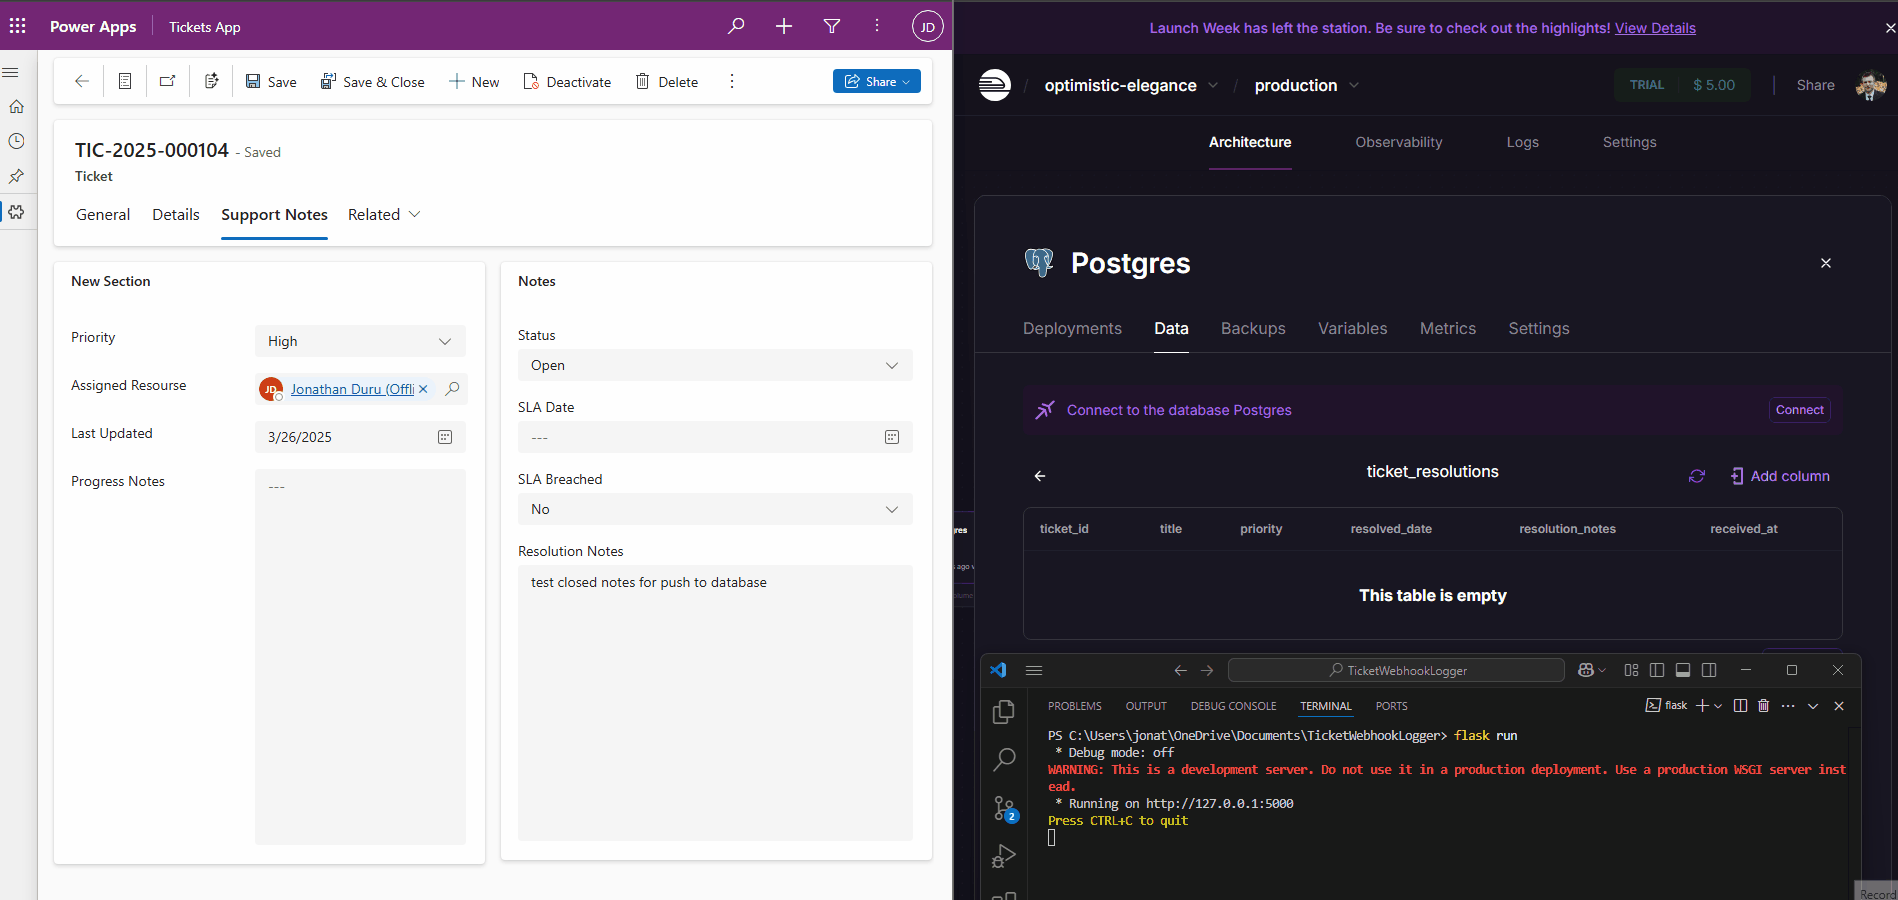 Power Apps
Tickets App
JD
Save
Save & Close
New
Deactivate
Delete
Share
TIC-2025-000104 - Saved
Ticket
General
Details
Support Notes
Related
New Section
Priority
High
Assigned Resourse
JD
Jonathan Duru (Offli
Last Updated
3/26/2025
Progress Notes
---
Notes
Status
Open
SLA Date
---
SLA Breached
No
Resolution Notes
test closed notes for push to database
Launch Week has left the station. Be sure to check out the highlights! View Details
/ optimistic-elegance / production
TRIAL $ 5.00
Share
Architecture
Observability
Logs
Settings
Postgres
Deployments
Data
Backups
Variables
Metrics
Settings
Connect to the database Postgres
Connect
ticket_resolutions
Add column
ticket_id title priority resolved_date resolution_notes received_at
This table is empty
gres
s ago v
olume
TicketWebhookLogger
PROBLEMS OUTPUT DEBUG CONSOLE TERMINAL PORTS
flask
PS C:\Users\jonat\OneDrive\Documents\TicketWebhookLogger> flask run
* Debug mode: off
WARNING: This is a development server. Do not use it in a production deployment. Use a production WSGI server inst
ead.
* Running on http://127.0.0.1:5000
Press CTRL+C to quit
2
Record